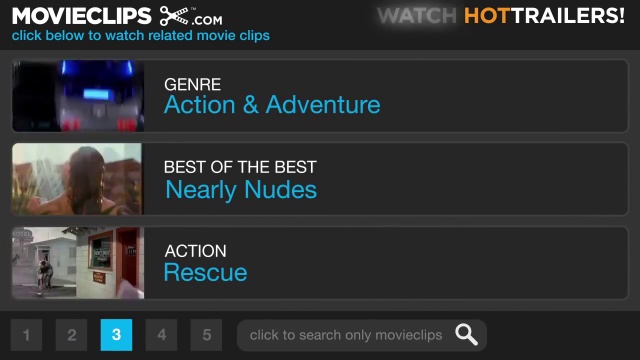 MOVIECLIPS .COM™
WATCH HOTTRAILERS!
click below to watch related movie clips
GENRE
Action & Adventure
BEST OF THE BEST
Nearly Nudes
ACTION
Rescue
1 2 3 4 5
click to search only movieclips